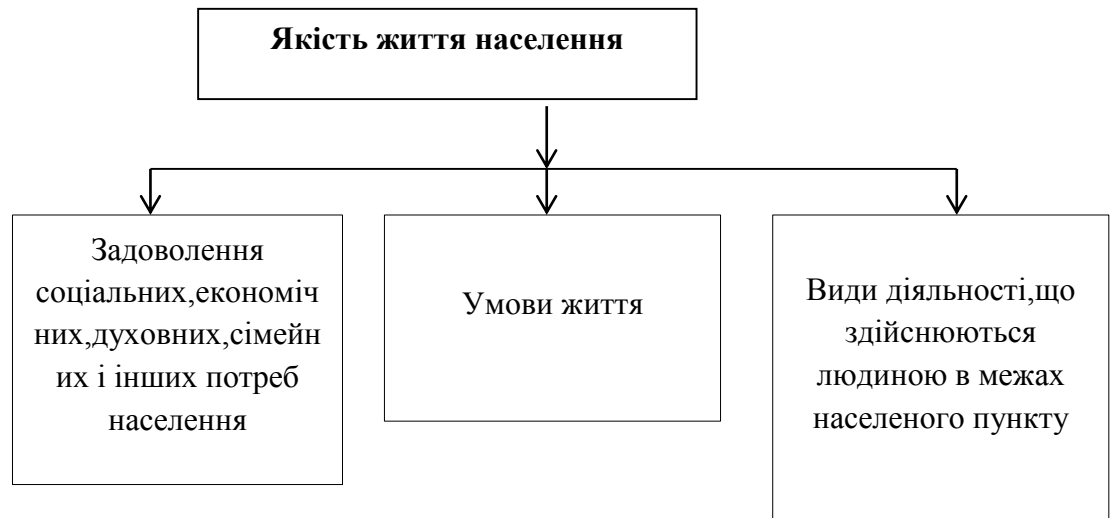 Якість життя населення
Задоволення
соціальних,економіч
них,духовних,сімейн
их і інших потреб
населення
Умови життя
Види діяльності,що
здійснюються
людиною в межах
населеного пункту